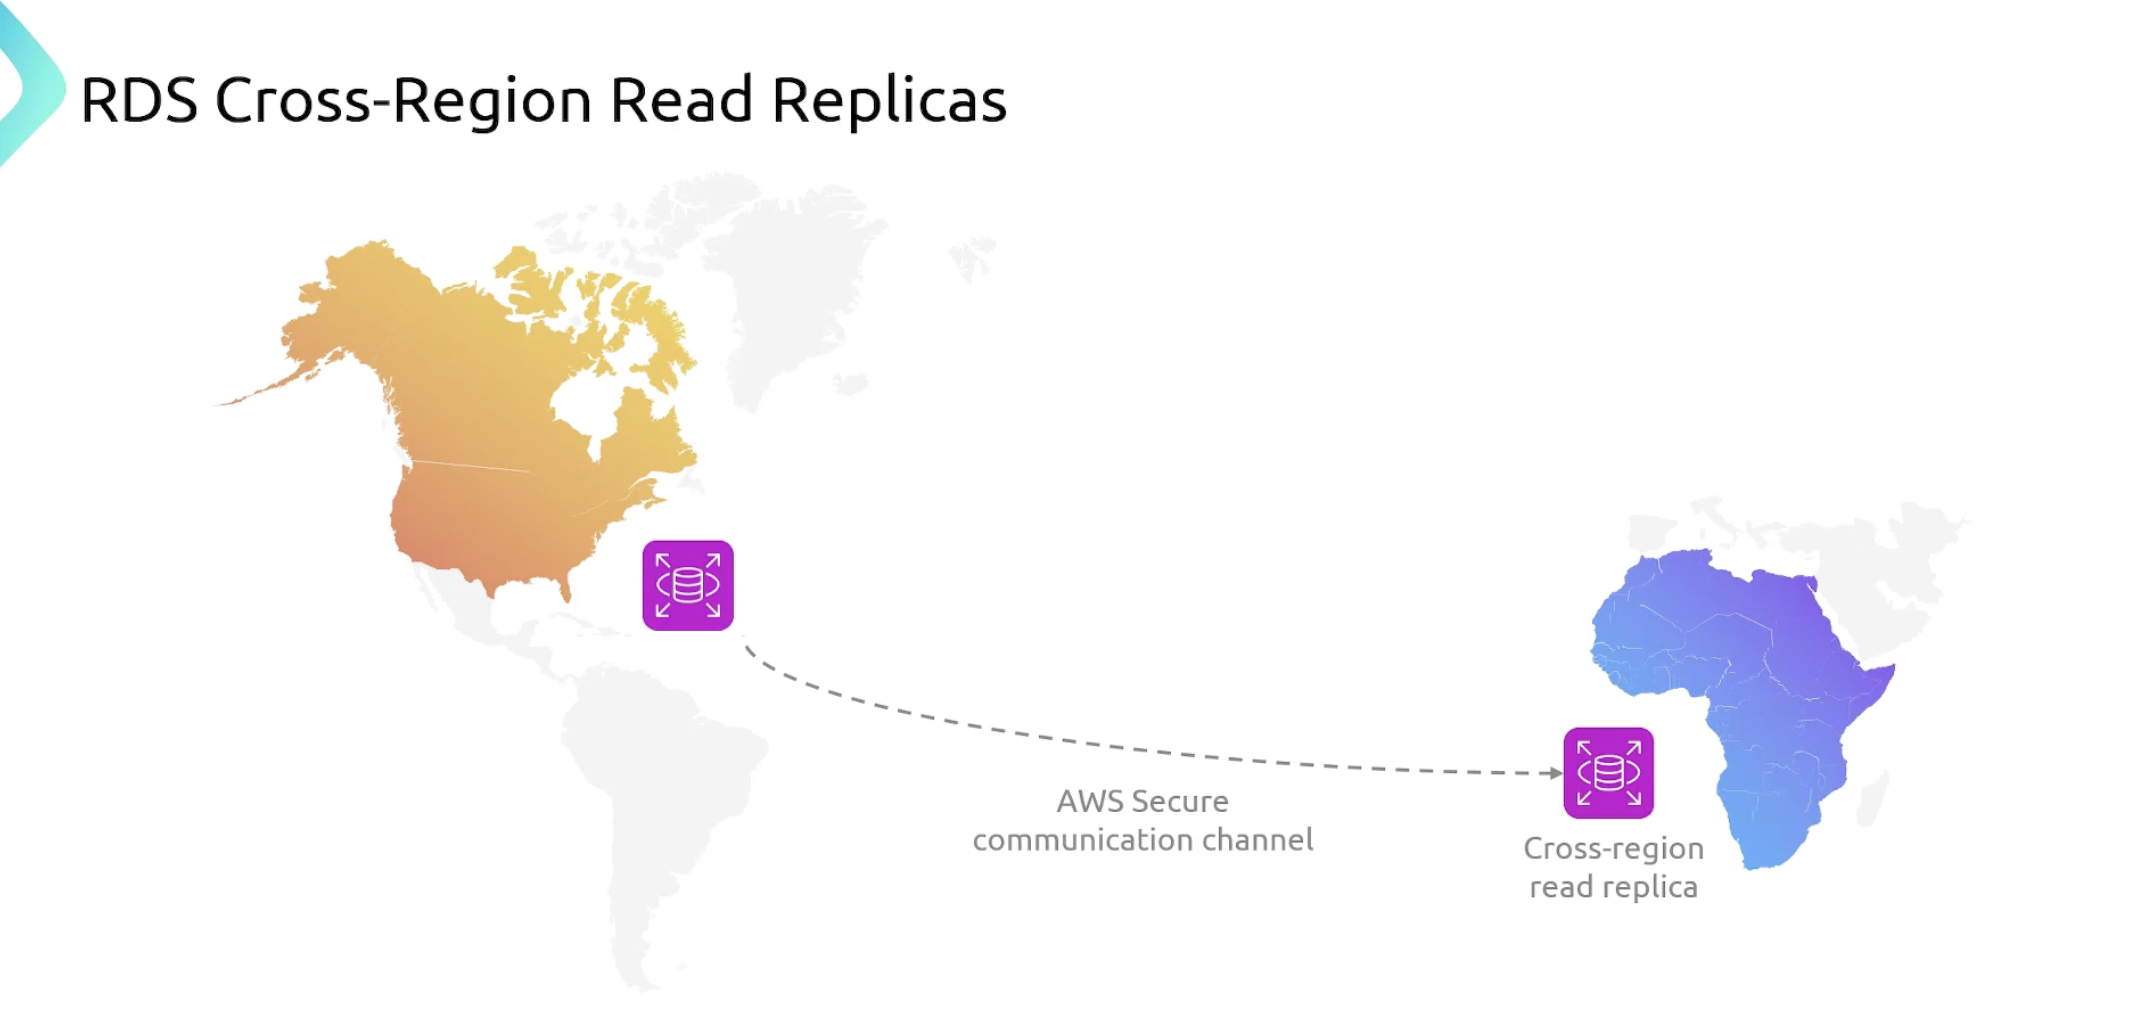 RDS Cross-Region Read Replicas
AWS Secure
communication channel
Cross-region
read replica